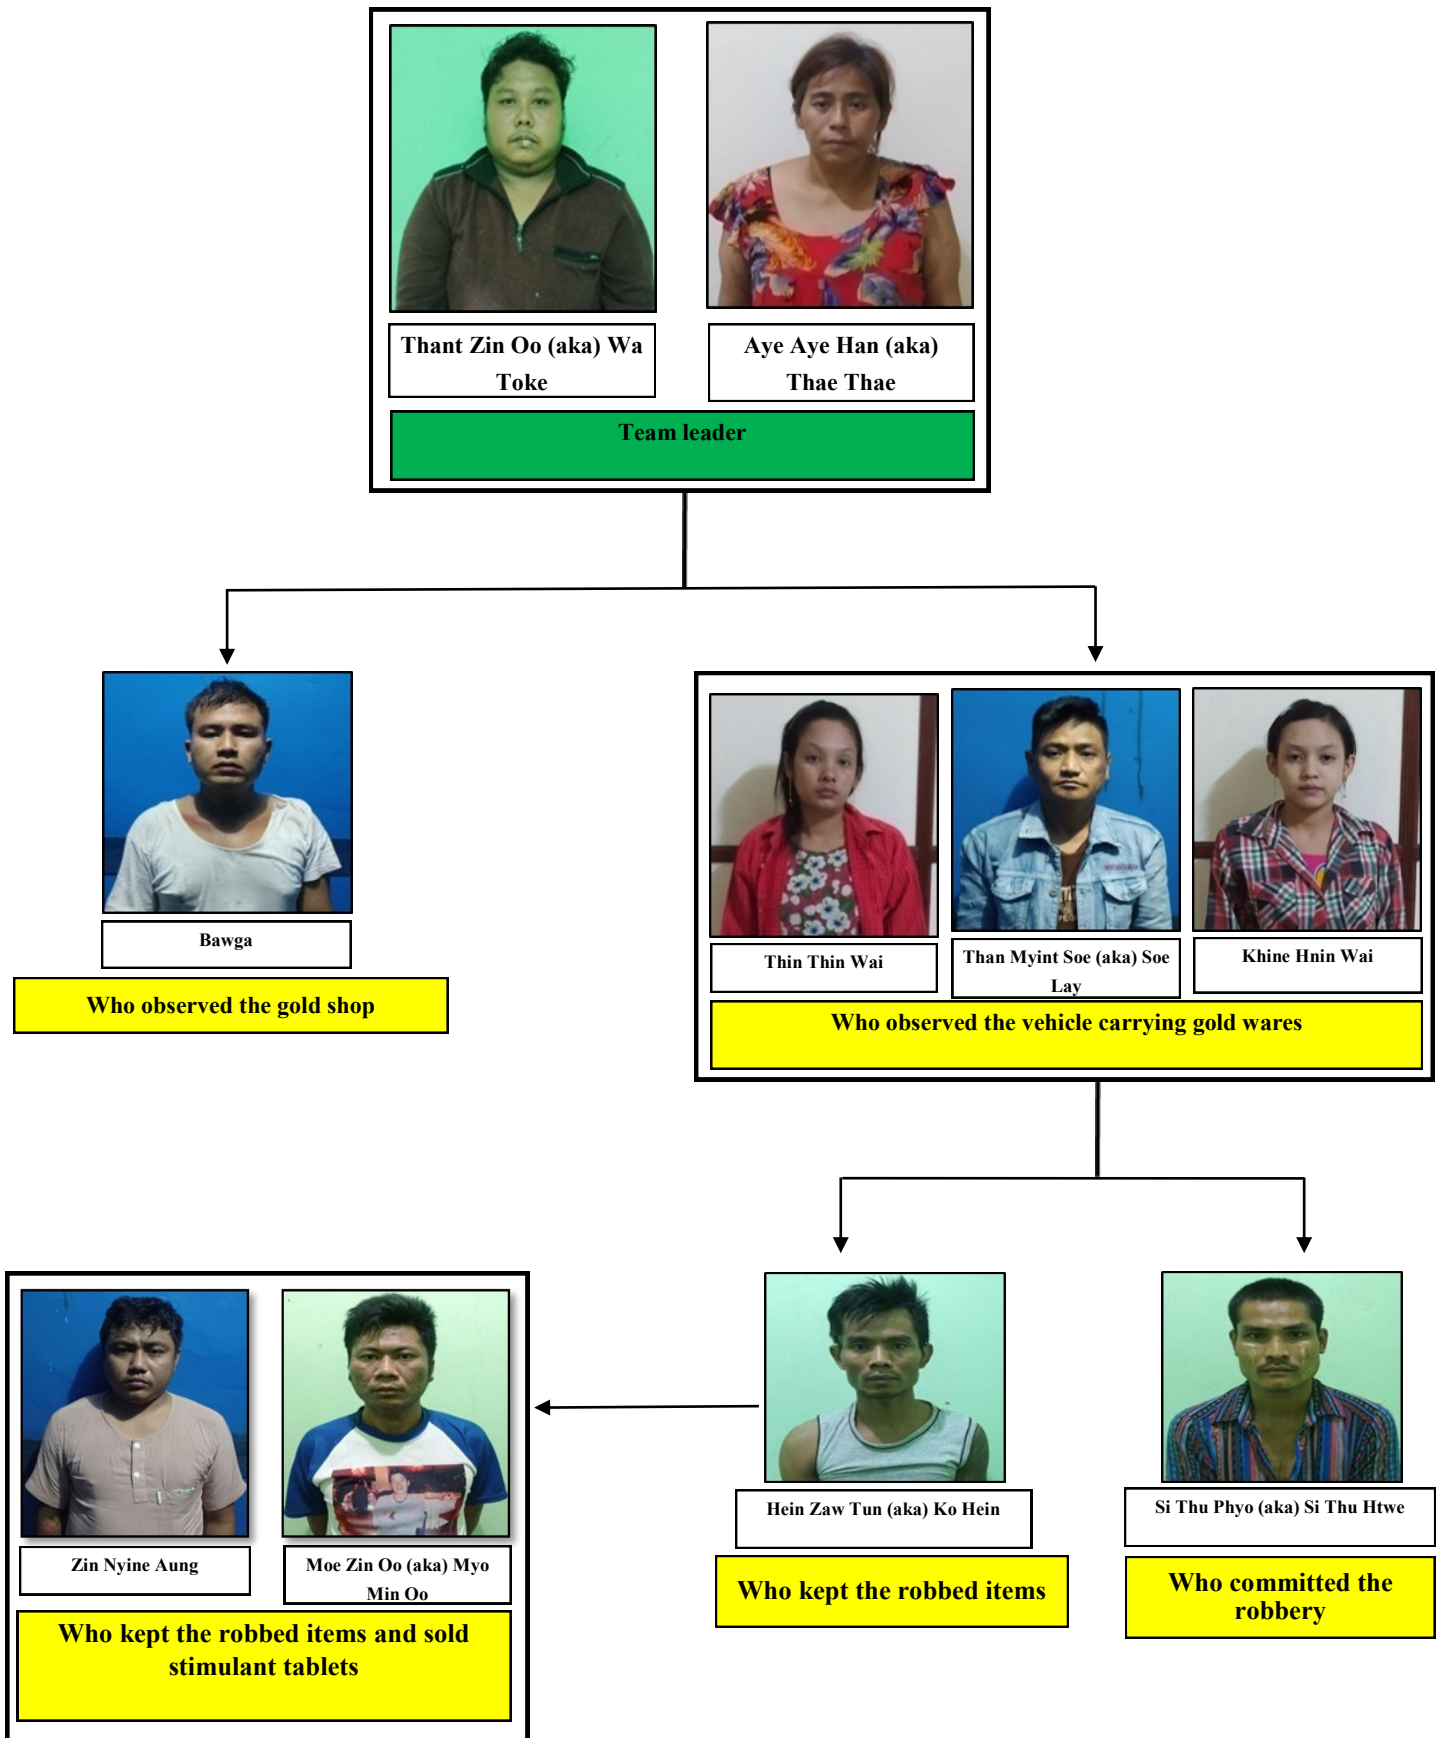 Thant Zin Oo (aka) Wa
Toke
Aye Aye Han (aka)
Thae Thae
Team leader
Bawga
Who observed the gold shop
Thin Thin Wai
Than Myint Soe (aka) Soe
Lay
Khine Hnin Wai
Who observed the vehicle carrying gold wares
Zin Nyine Aung
Moe Zin Oo (aka) Myo
Min Oo
Who kept the robbed items and sold
stimulant tablets
Hein Zaw Tun (aka) Ko Hein
Who kept the robbed items
Si Thu Phyo (aka) Si Thu Htwe
Who committed the
robbery